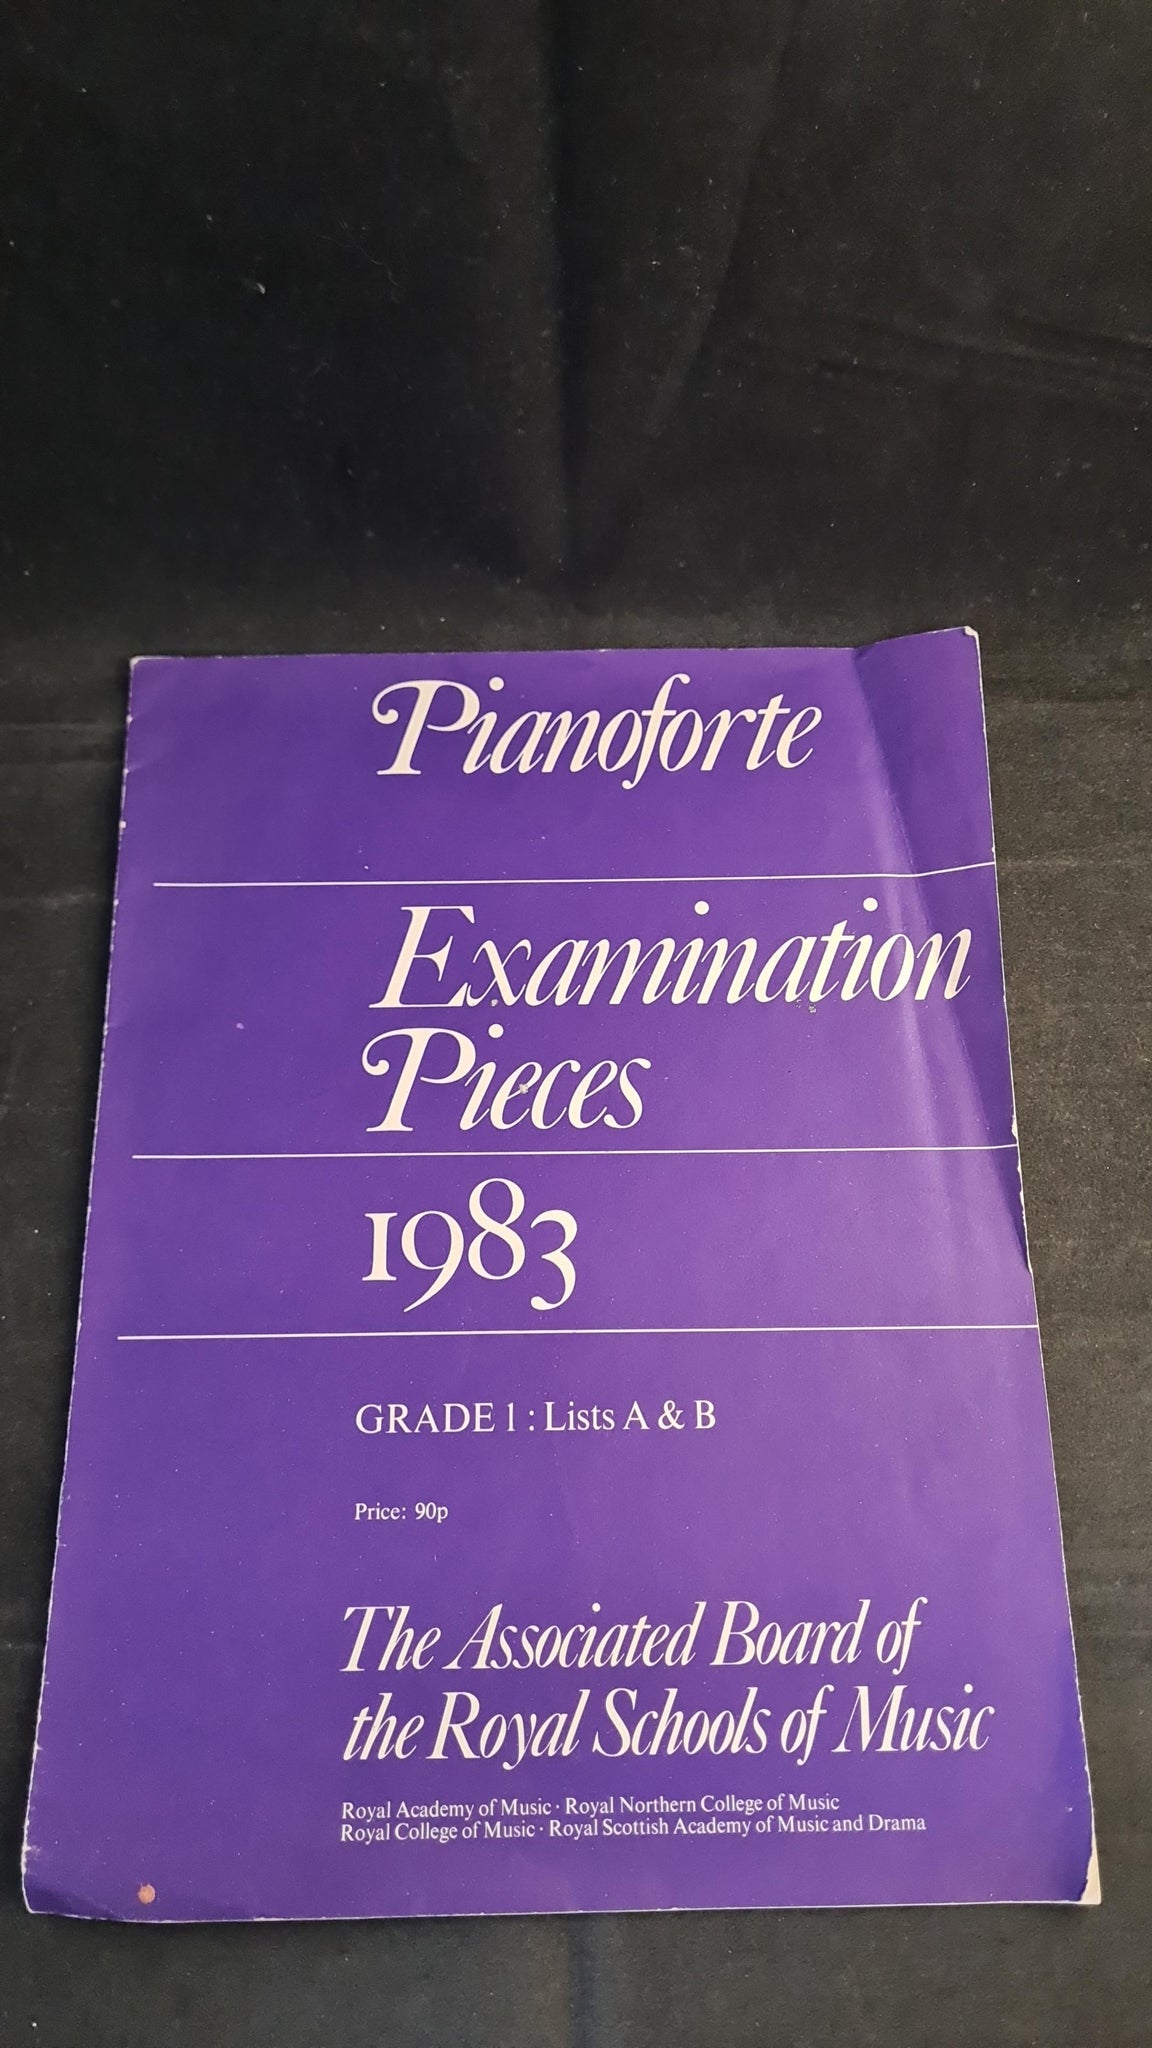 Pianoforte
Examination
Pieces
1983
GRADE 1 : Lists A & B
Price: 90p
The Associated Board of
the Royal Schools of Music
Royal Academy of Music · Royal Northern College of Music
Royal College of Music · Royal Scottish Academy of Music and Drama